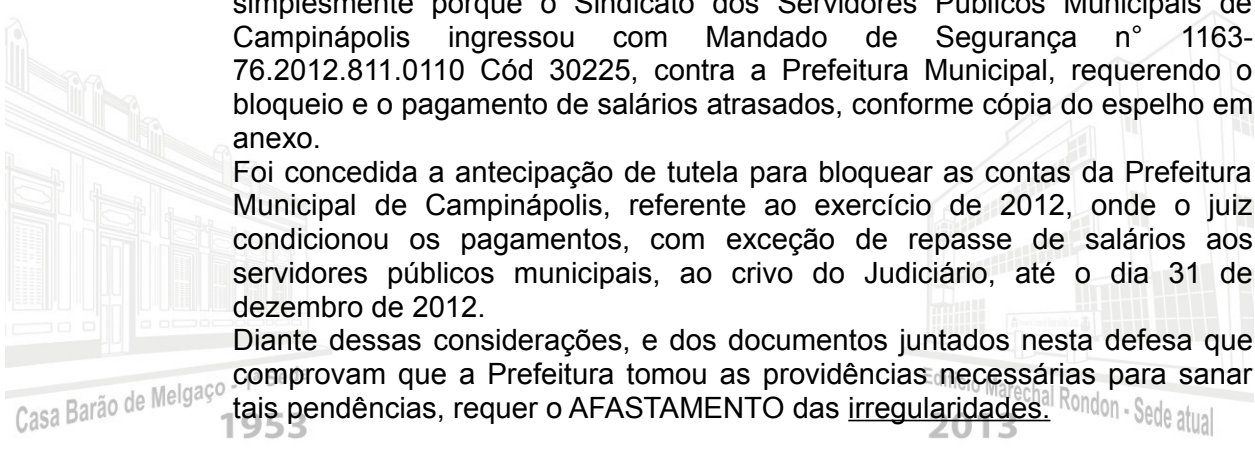 simplesmente porque o Sindicato dos Servidores Públicos Municipais de
Campinápolis ingressou com Mandado de Segurança n° 1163-
76.2012.811.0110 Cód 30225, contra a Prefeitura Municipal, requerendo o
bloqueio e o pagamento de salários atrasados, conforme cópia do espelho em
anexo.
Foi concedida a antecipação de tutela para bloquear as contas da Prefeitura
Municipal de Campinápolis, referente ao exercício de 2012, onde o juiz
condicionou os pagamentos, com exceção de repasse de salários aos
servidores públicos municipais, ao crivo do Judiciário, até o dia 31 de
dezembro de 2012.
Diante dessas considerações, e dos documentos juntados nesta defesa que
comprovam que a Prefeitura tomou as providências necessárias para sanar
tais pendências, requer o AFASTAMENTO das irregularidades.
Casa Barão de Melgaço
1953
Rondon - Sede atual
2013